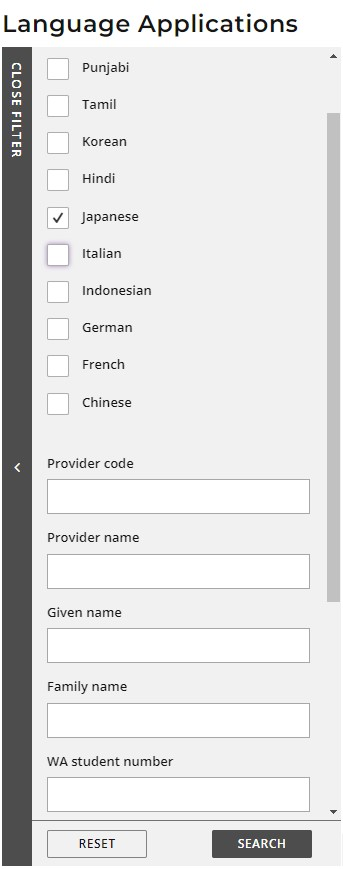 Language Applications
CLOSE FILTER
Punjabi
Tamil
Korean
Hindi
Japanese
Italian
Indonesian
German
French
Chinese
Provider code
Provider name
Given name
Family name
WA student number
RESET
SEARCH